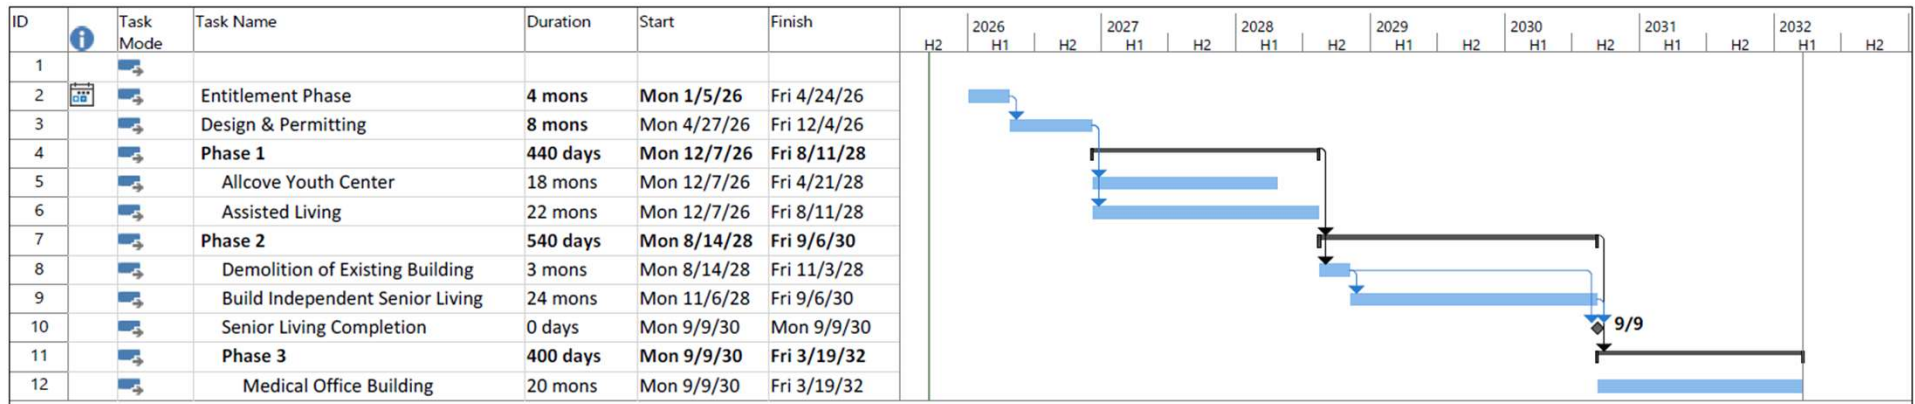 ID Task Mode Task Name Duration Start Finish
2026 2027 2028 2029 2030 2031 2032
H2 H1 H2 H1 H2 H1 H2 H1 H2 H1 H2 H1 H2 H1 H2
1
2 Entitlement Phase 4 mons Mon 1/5/26 Fri 4/24/26
3 Design & Permitting 8 mons Mon 4/27/26 Fri 12/4/26
4 Phase 1 440 days Mon 12/7/26 Fri 8/11/28
5 Allcove Youth Center 18 mons Mon 12/7/26 Fri 4/21/28
6 Assisted Living 22 mons Mon 12/7/26 Fri 8/11/28
7 Phase 2 540 days Mon 8/14/28 Fri 9/6/30
8 Demolition of Existing Building 3 mons Mon 8/14/28 Fri 11/3/28
9 Build Independent Senior Living 24 mons Mon 11/6/28 Fri 9/6/30
10 Senior Living Completion 0 days Mon 9/9/30 Mon 9/9/30 9/9
11 Phase 3 400 days Mon 9/9/30 Fri 3/19/32
12 Medical Office Building 20 mons Mon 9/9/30 Fri 3/19/32